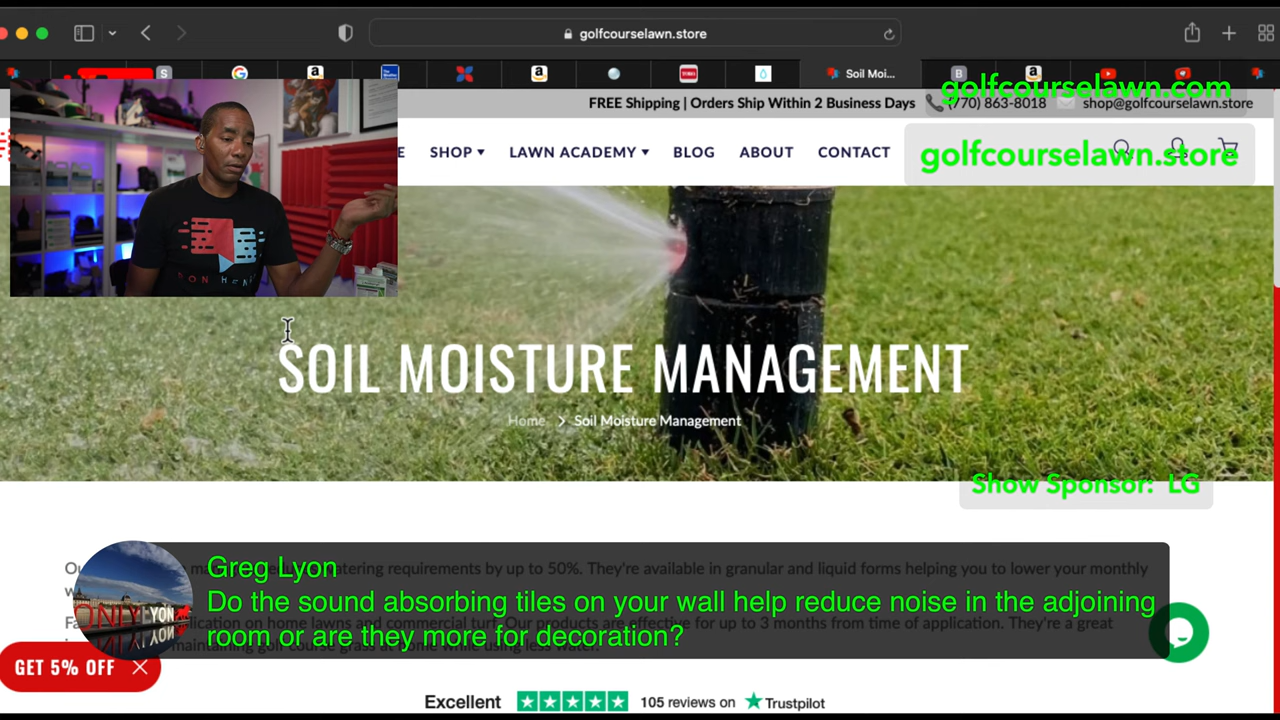 golfcourselawn.store
Soil Moi...
golfcourselawn.com
FREE Shipping | Orders Ship Within 2 Business Days
(770) 863-8018
shop@golfcourselawn.store
E
SHOP
LAWN ACADEMY
BLOG
ABOUT
CONTACT
golfcourselawn.store
SOIL MOISTURE MANAGEMENT
Home > Soil Moisture Management
Show Sponsor: LG
Greg Lyon
Do the sound absorbing tiles on your wall help reduce noise in the adjoining
room or are they more for decoration?
watering requirements by up to 50%. They're available in granular and liquid forms helping you to lower your monthly
on home lawns and commercial turf. Our products are effective for up to 3 months from time of application. They're a great
maintaining golf course grass at home while using less water.
ONLY LYON
GET 5% OFF
Excellent
105 reviews on
Trustpilot